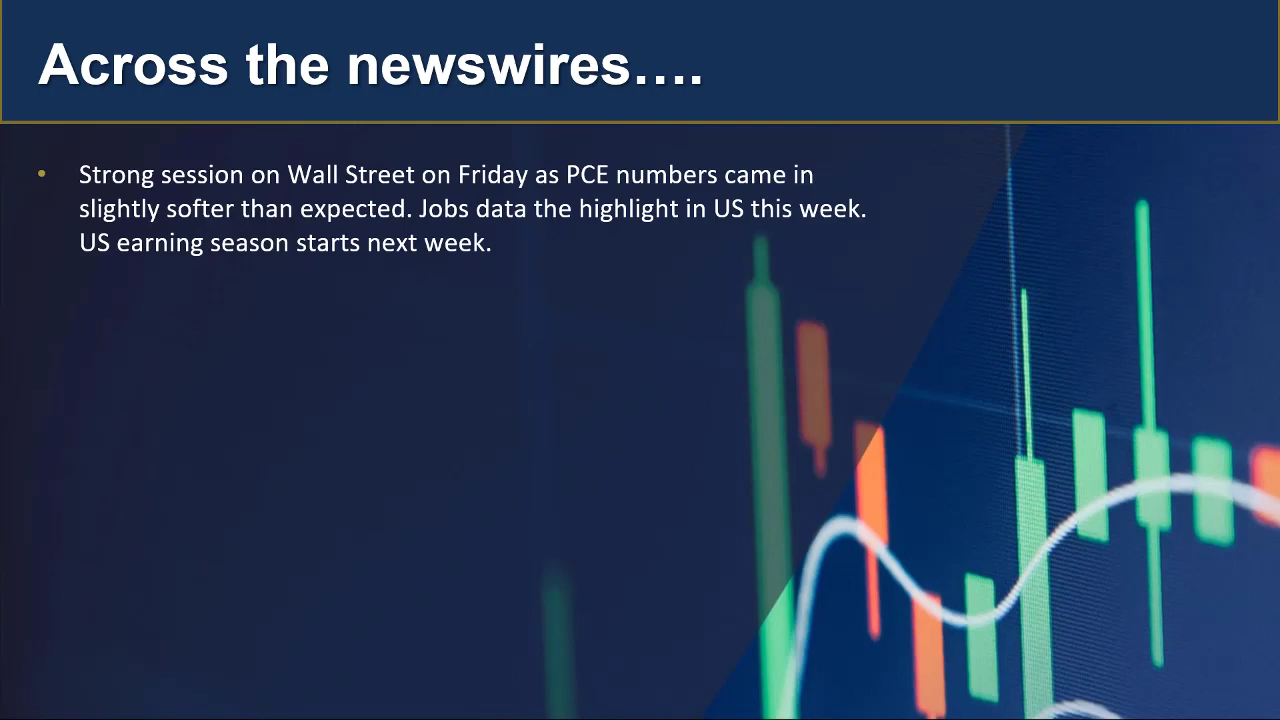 Across the newswires….
• Strong session on Wall Street on Friday as PCE numbers came in
slightly softer than expected. Jobs data the highlight in US this week.
US earning season starts next week.